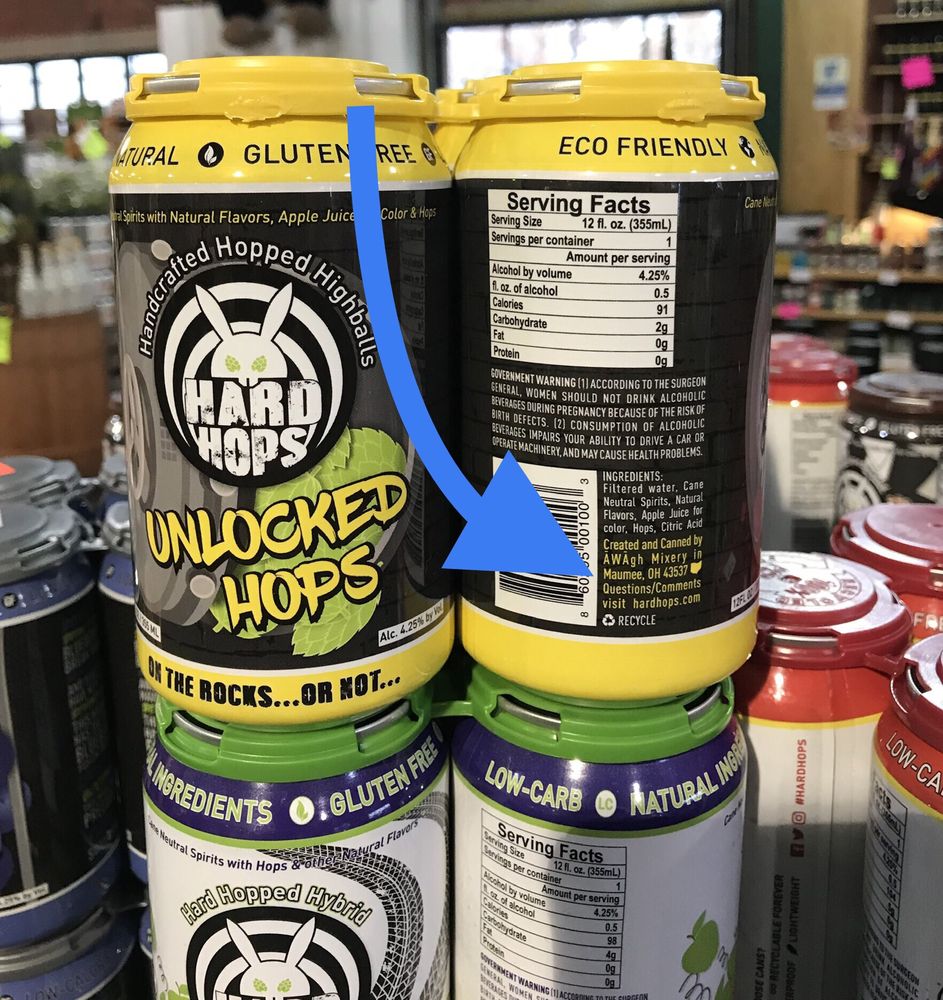 NATURAL GLUTEN FREE
Spirits with Natural Flavors, Apple Juice Color & Hops
Handcrafted Hopped Highballs
HARD
HOPS
UNLOCKED
HOPS
Alc. 4.25% by Vol.
ON THE ROCKS...OR NOT...
ECO FRIENDLY
Serving Facts
Serving Size 12 fl. oz. (355mL)
Servings per container 1
Amount per serving
Alcohol by volume 4.25%
fl. oz. of alcohol 0.5
Calories 91
Carbohydrate 2g
Fat 0g
Protein 0g
GOVERNMENT WARNING (1) ACCORDING TO THE SURGEON
GENERAL, WOMEN SHOULD NOT DRINK ALCOHOLIC
BEVERAGES DURING PREGNANCY BECAUSE OF THE RISK OF
BIRTH DEFECTS. (2) CONSUMPTION OF ALCOHOLIC
BEVERAGES IMPAIRS YOUR ABILITY TO DRIVE A CAR OR
OPERATE MACHINERY, AND MAY CAUSE HEALTH PROBLEMS.
INGREDIENTS:
Filtered water, Cane
Neutral Spirits, Natural
Flavors, Apple Juice for
color, Hops, Citric Acid
Created and Canned by
ÀWAgh Mixery in
Maumee, OH 43537
Questions/Comments
visit hardhops.com
RECYCLE
INGREDIENTS GLUTEN FREE
Cane Neutral Spirits with Hops & other Natural Flavors
Hard Hopped Hybrid
LOW-CARB LC NATURAL
Serving Facts
Serving Size 12 fl. oz. (355mL)
Servings per container 1
Amount per serving
Alcohol by volume 4.25%
fl. oz. of alcohol 0.5
Calories 98
Carbohydrate 4g
Fat 0g
Protein 0g
GOVERNMENT WARNING (1) ACCORDING TO THE SURGEON
#HARDHOPS
RECYCLABLE FOREVER
LIGHTWEIGHT